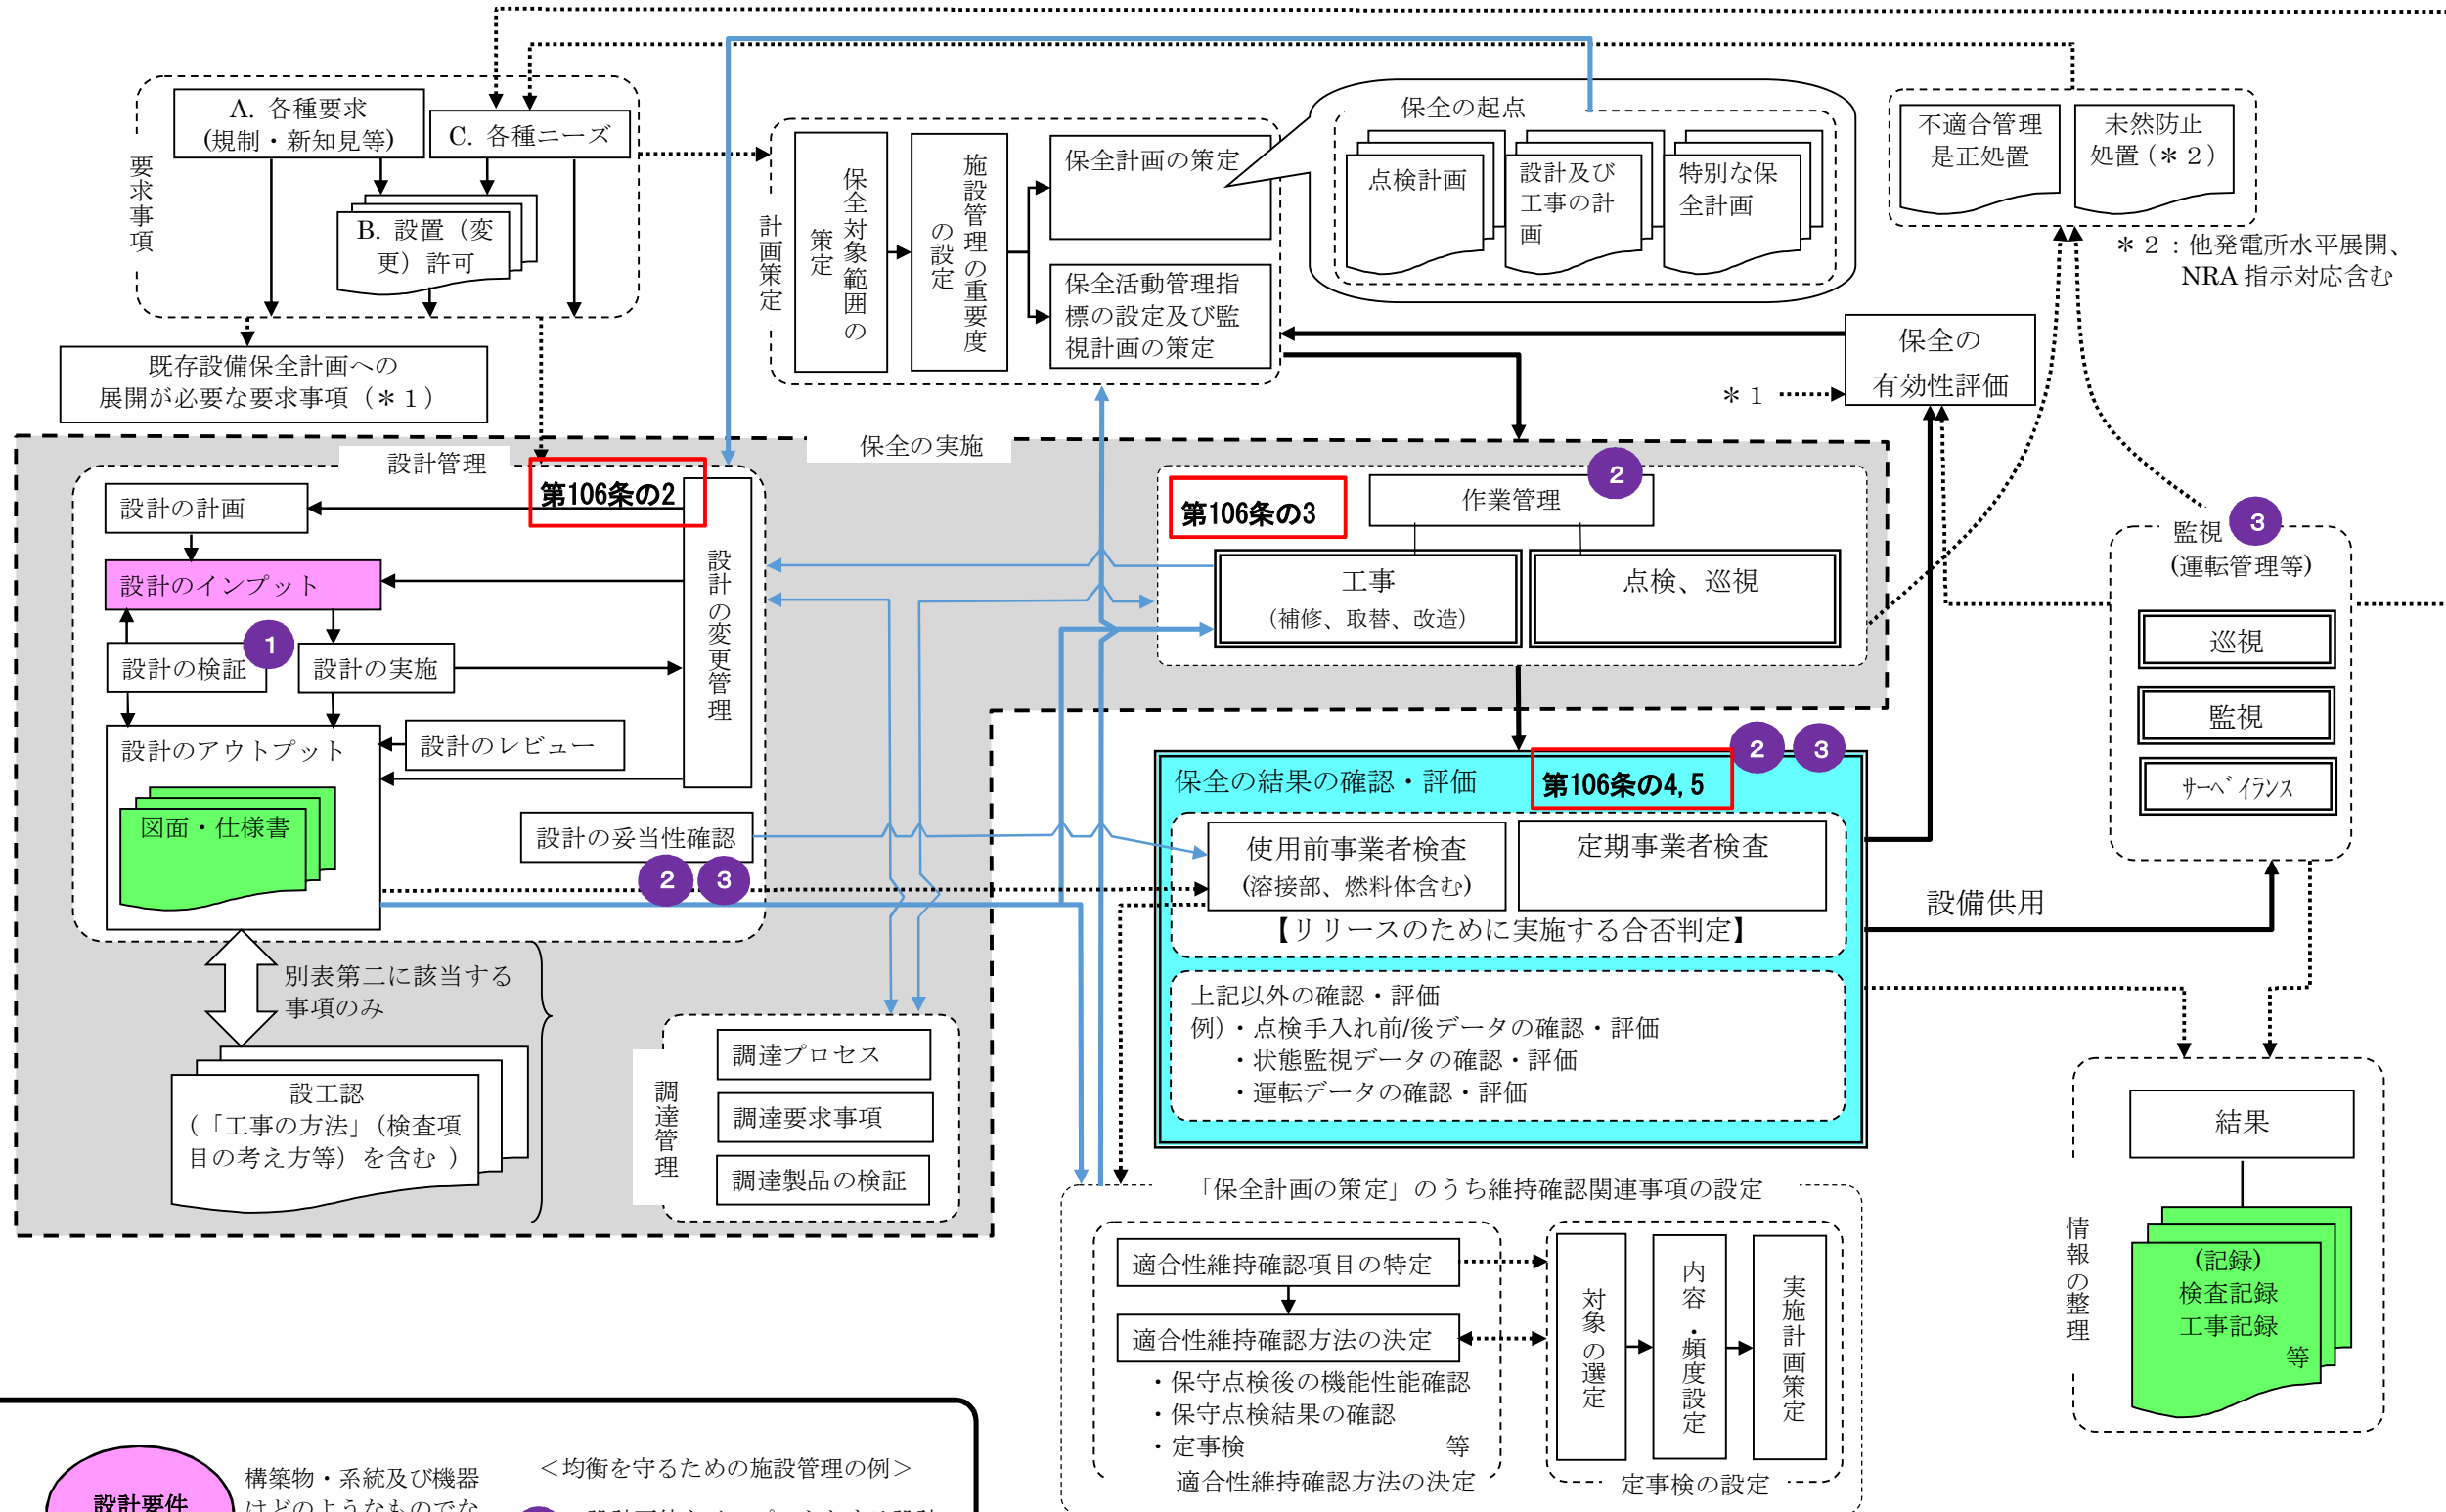 A. 各種要求
(規制・新知見等)
C. 各種ニーズ
B. 設置（変
更）許可
要求事項
既存設備保全計画への
展開が必要な要求事項（＊１）
計画策定
保全対象範囲の
策定
施設管理の重要度
の設定
保全計画の策定
保全活動管理指
標の設定及び監
視計画の策定
保全の起点
点検計画
設計及び
工事の計
画
特別な保
全計画
不適合管理
是正処置
未然防止
処置（＊２）
＊２：他発電所水平展開、
NRA 指示対応含む
保全の
有効性評価
＊１
保全の実施
設計管理
第106条の2
設計の計画
設計のインプット
設計の検証
1
設計の実施
設計の変更管理
設計のアウトプット
設計のレビュー
図面・仕様書
設計の妥当性確認
2
3
別表第二に該当する
事項のみ
設工認
（「工事の方法」（検査項
目の考え方等）を含む ）
調達管理
調達プロセス
調達要求事項
調達製品の検証
第106条の3
作業管理
2
工事
（補修、取替、改造）
点検、巡視
保全の結果の確認・評価
第106条の4,5
2
3
使用前事業者検査
(溶接部、燃料体含む)
定期事業者検査
【リリースのために実施する合否判定】
上記以外の確認・評価
例）・点検手入れ前/後データの確認・評価
・状態監視データの確認・評価
・運転データの確認・評価
監視
3
(運転管理等)
巡視
監視
ｻｰﾍﾞｲﾗﾝｽ
設備供用
情報の整理
結果
(記録)
検査記録
工事記録
等
「保全計画の策定」のうち維持確認関連事項の設定
適合性維持確認項目の特定
適合性維持確認方法の決定
・保守点検後の機能性能確認
・保守点検結果の確認
・定事検 等
適合性維持確認方法の決定
対象の選定
内容・頻度設定
実施計画策定
定事検の設定
設計要件
構築物・系統及び機器
はどのようなものでな
＜均衡を守るための施設管理の例＞